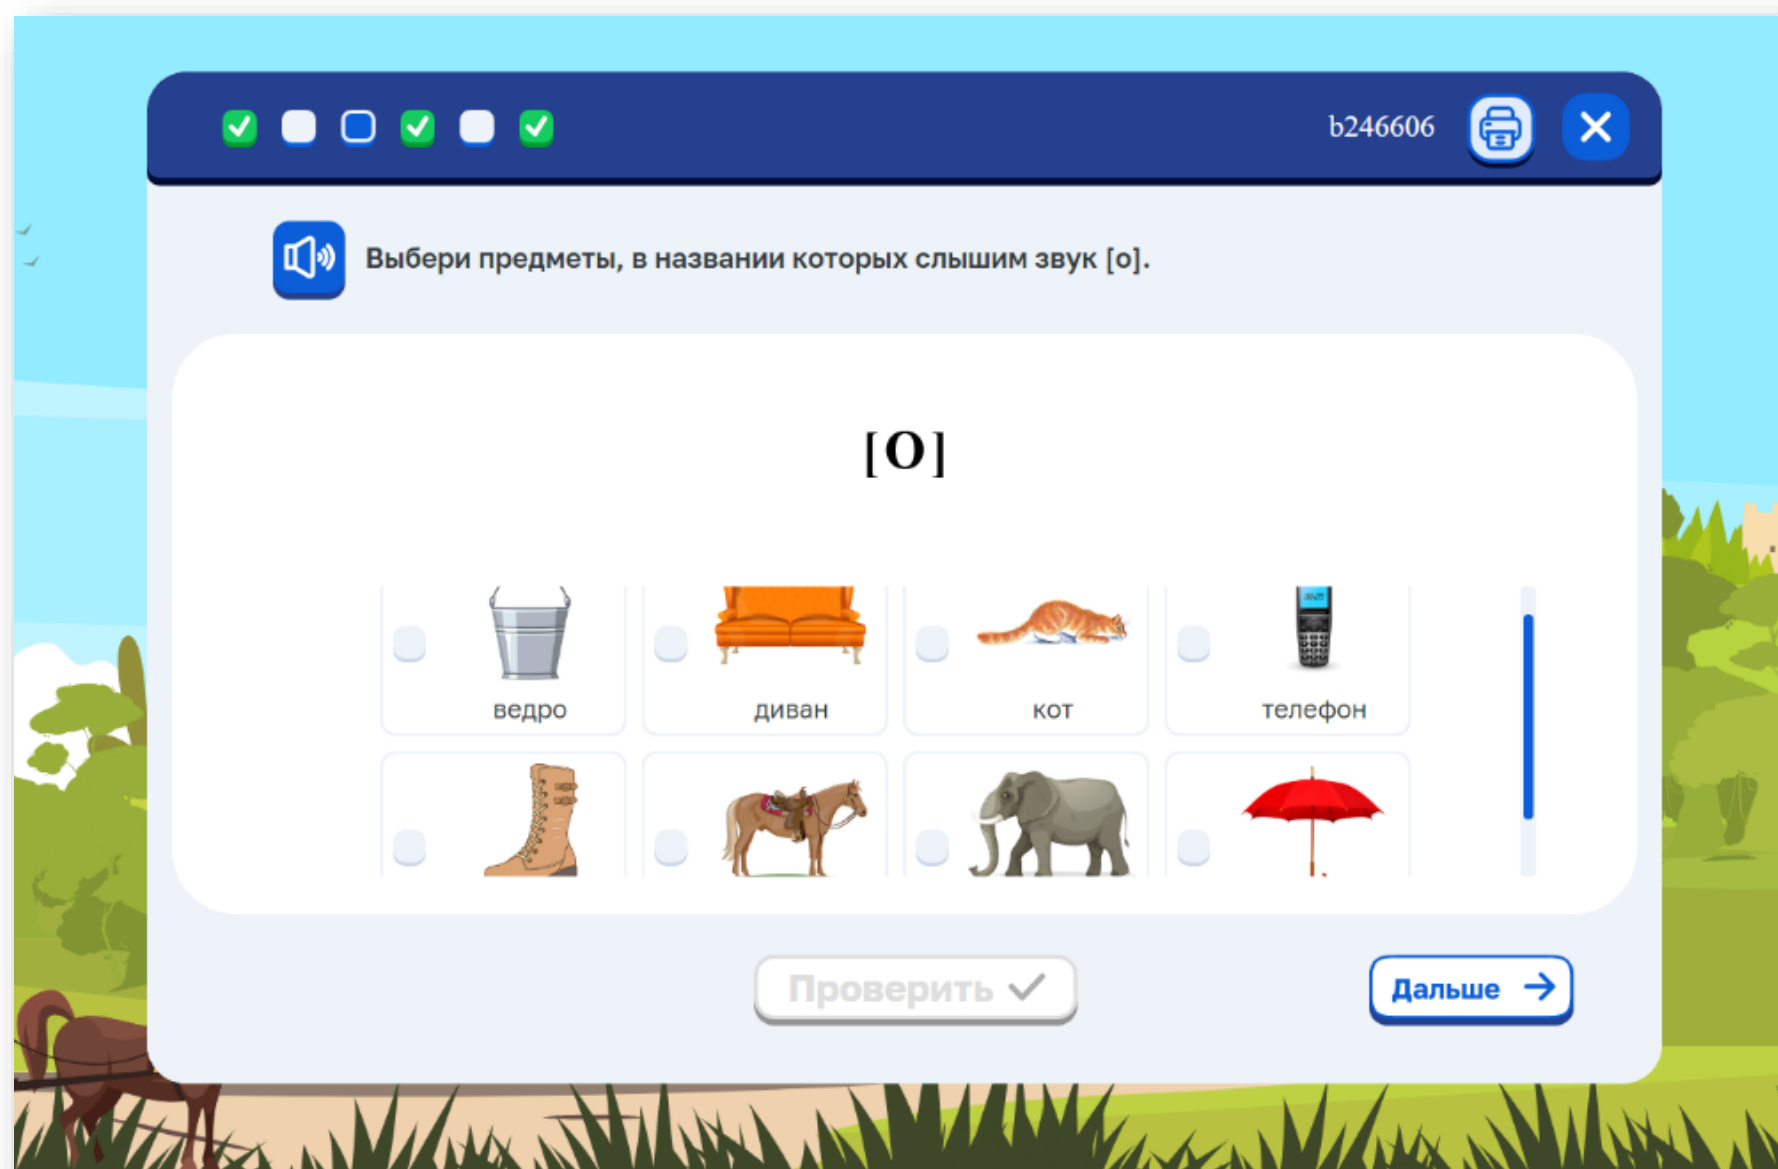 b246606
Выбери предметы, в названии которых слышим звук [о].
[О]
ведро
диван
кот
телефон
Проверить
Дальше